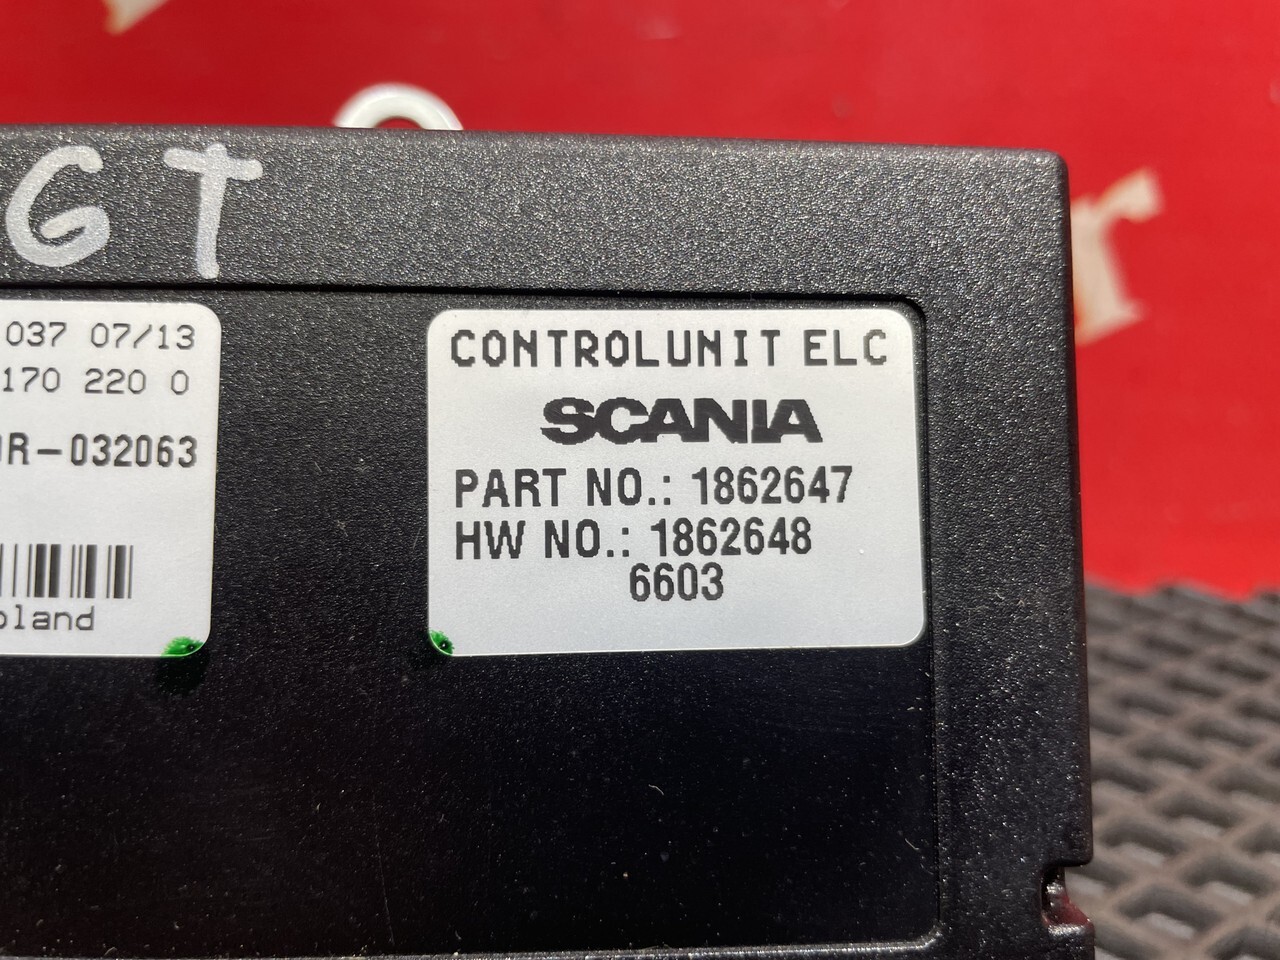 GT
037 07/13
170 220 0
R-032063
oland
CONTROLUNIT ELC
SCANIA
PART NO.: 1862647
HW NO.: 1862648
6603
r